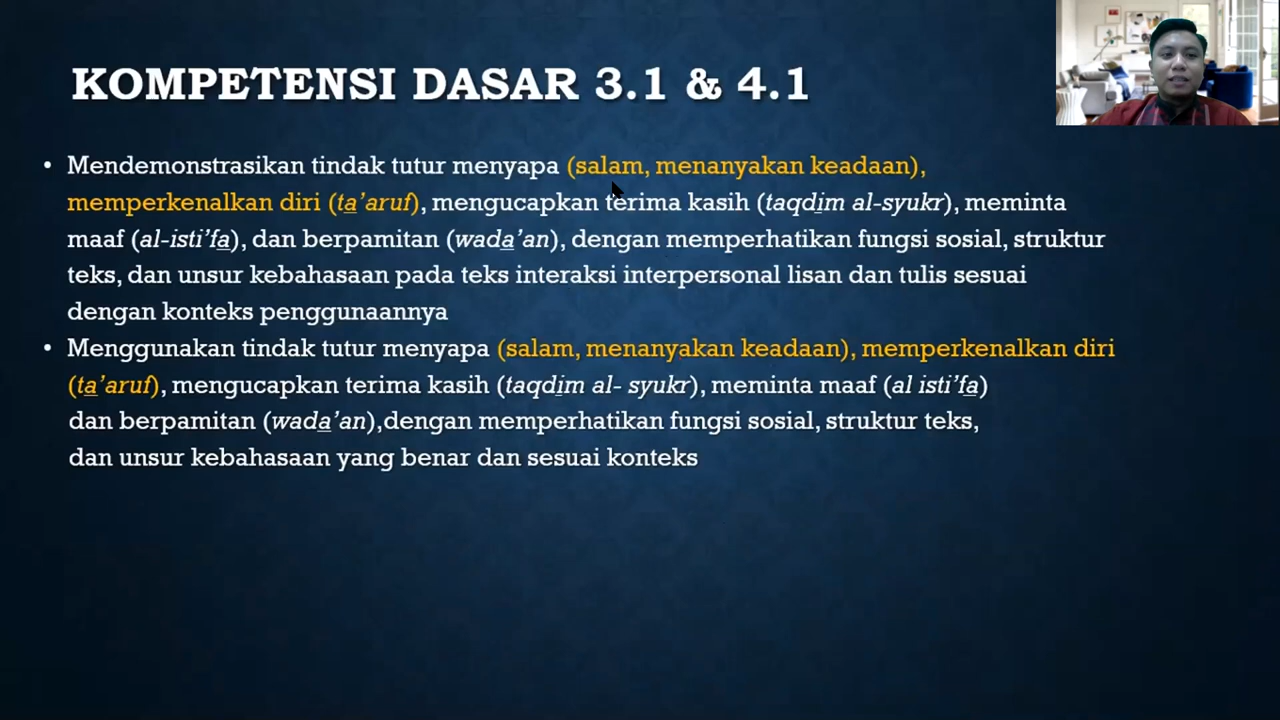 KOMPETENSI DASAR 3.1 & 4.1
• Mendemonstrasikan tindak tutur menyapa (salam, menanyakan keadaan),
memperkenalkan diri (ta’aruf), mengucapkan terima kasih (taqdim al-syukr), meminta
maaf (al-isti’fa), dan berpamitan (wada’an), dengan memperhatikan fungsi sosial, struktur
teks, dan unsur kebahasaan pada teks interaksi interpersonal lisan dan tulis sesuai
dengan konteks penggunaannya
• Menggunakan tindak tutur menyapa (salam, menanyakan keadaan), memperkenalkan diri
(ta’aruf), mengucapkan terima kasih (taqdim al- syukr), meminta maaf (al isti’fa)
dan berpamitan (wada’an),dengan memperhatikan fungsi sosial, struktur teks,
dan unsur kebahasaan yang benar dan sesuai konteks